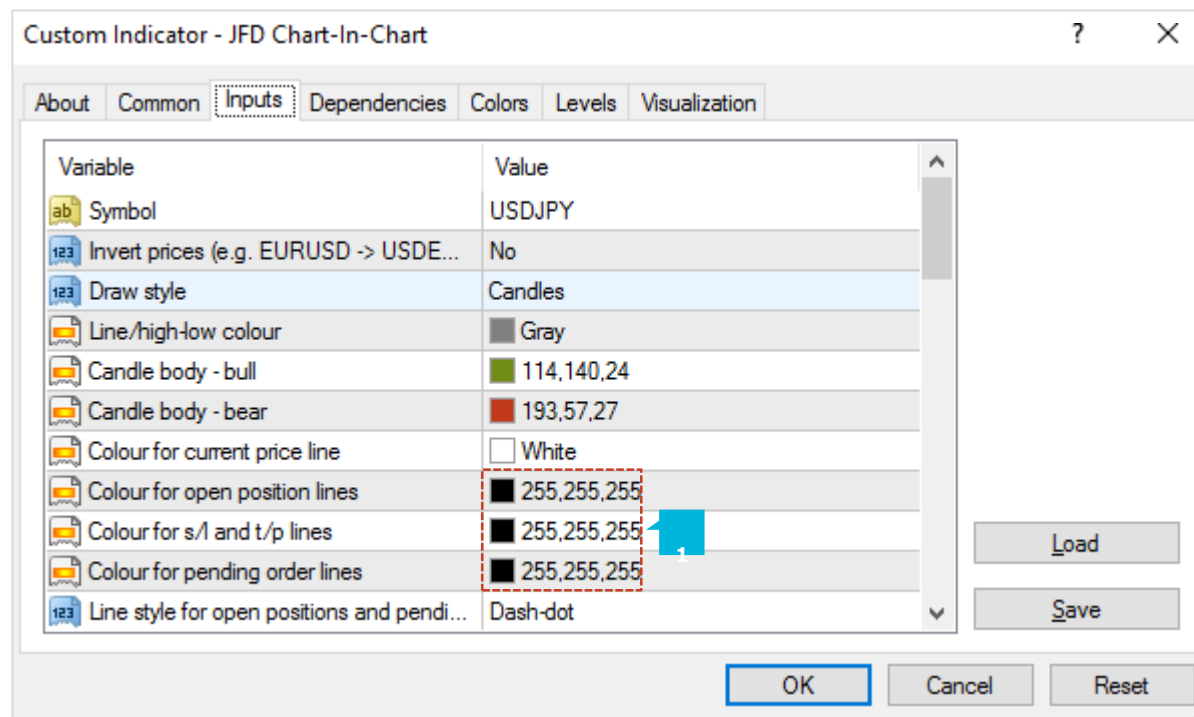 Custom Indicator - JFD Chart-In-Chart ? ×
About Common Inputs Dependencies Colors Levels Visualization
Variable Value
ab Symbol USDJPY
123 Invert prices (e.g. EURUSD -> USDE... No
123 Draw style Candles
Line/high-low colour Gray
Candle body - bull 114,140,24
Candle body - bear 193,57,27
Colour for current price line White
Colour for open position lines 255,255,255
Colour for s/l and t/p lines 255,255,255
1
Colour for pending order lines 255,255,255
123 Line style for open positions and pendi... Dash-dot
Load
Save
OK Cancel Reset